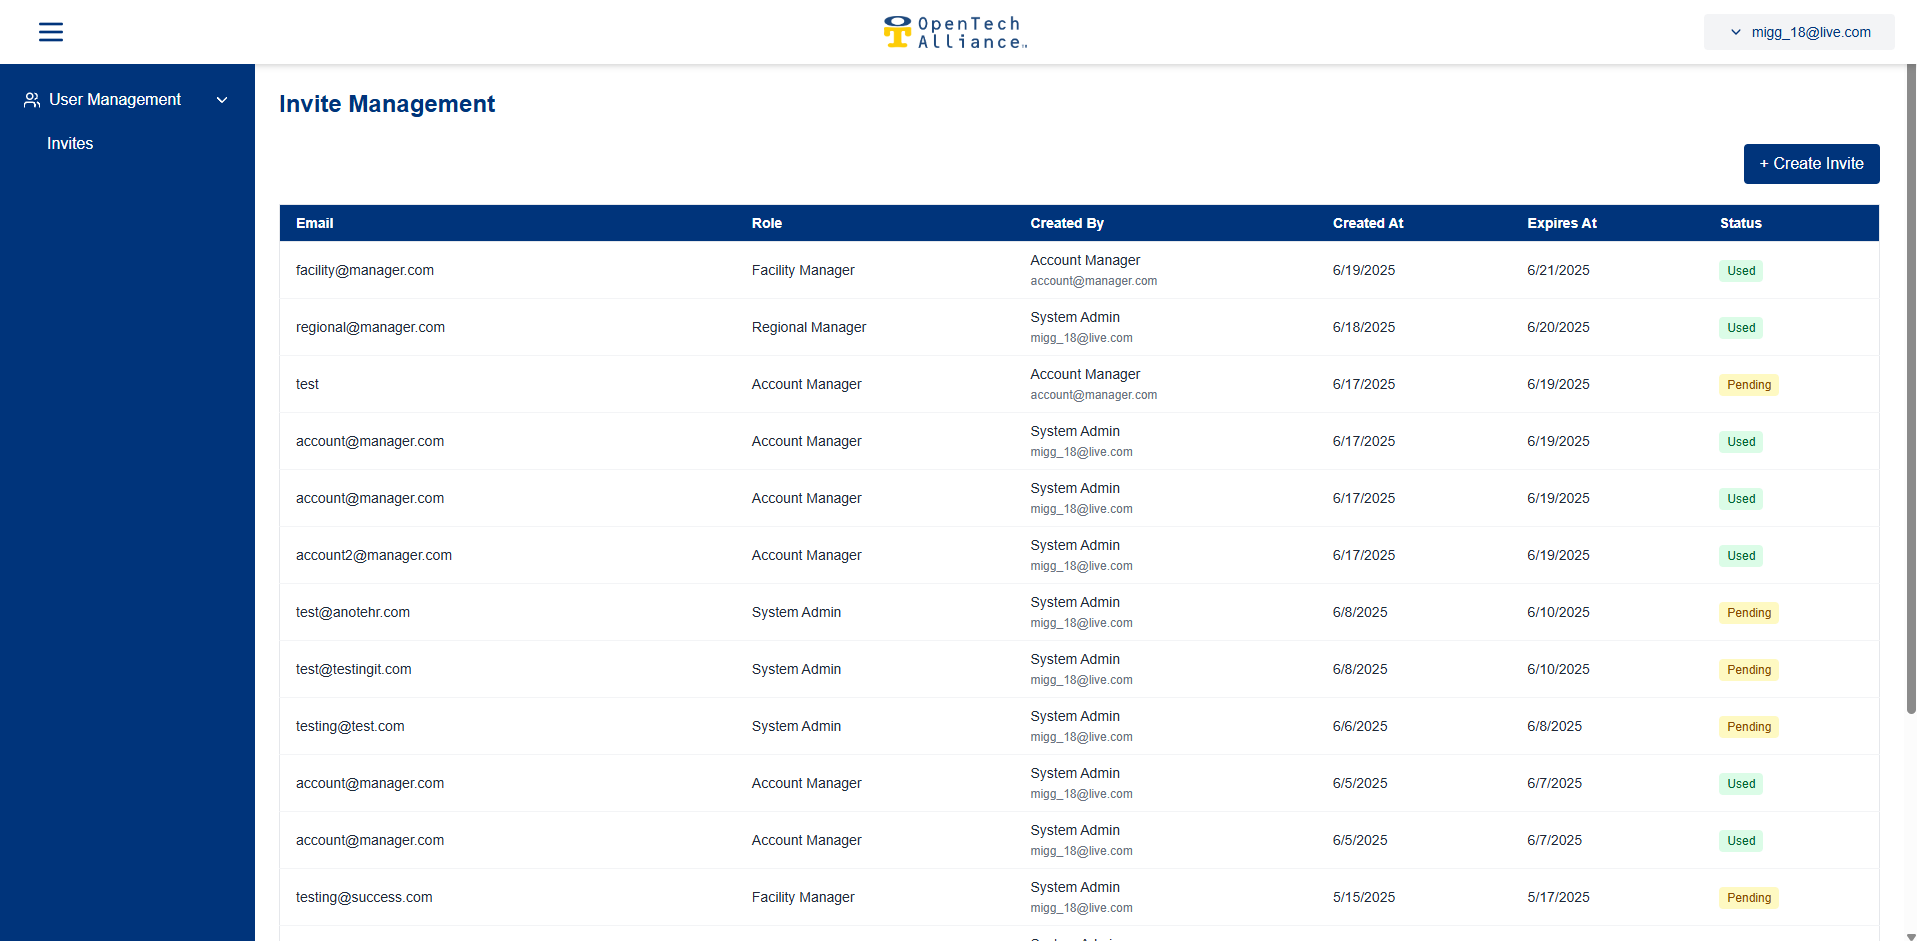 OpenTech
Alliance
migg_18@live.com
User Management
Invites
Invite Management
+ Create Invite
Email Role Created By Created At Expires At Status
facility@manager.com Facility Manager Account Manager 6/19/2025 6/21/2025 Used
account@manager.com
regional@manager.com Regional Manager System Admin 6/18/2025 6/20/2025 Used
migg_18@live.com
test Account Manager Account Manager 6/17/2025 6/19/2025 Pending
account@manager.com
account@manager.com Account Manager System Admin 6/17/2025 6/19/2025 Used
migg_18@live.com
account@manager.com Account Manager System Admin 6/17/2025 6/19/2025 Used
migg_18@live.com
account2@manager.com Account Manager System Admin 6/17/2025 6/19/2025 Used
migg_18@live.com
test@anotehr.com System Admin System Admin 6/8/2025 6/10/2025 Pending
migg_18@live.com
test@testingit.com System Admin System Admin 6/8/2025 6/10/2025 Pending
migg_18@live.com
testing@test.com System Admin System Admin 6/6/2025 6/8/2025 Pending
migg_18@live.com
account@manager.com Account Manager System Admin 6/5/2025 6/7/2025 Used
migg_18@live.com
account@manager.com Account Manager System Admin 6/5/2025 6/7/2025 Used
migg_18@live.com
testing@success.com Facility Manager System Admin 5/15/2025 5/17/2025 Pending
migg_18@live.com